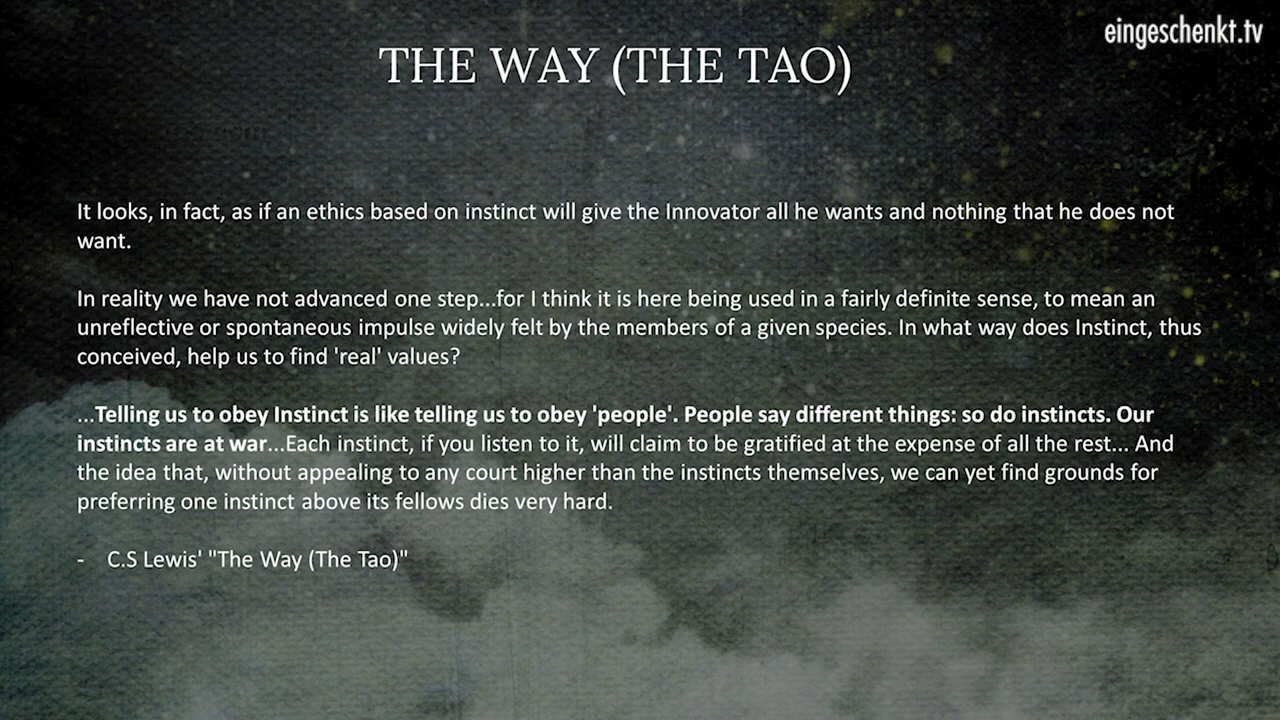 eingeschenkt.tv
THE WAY (THE TAO)
It looks, in fact, as if an ethics based on instinct will give the Innovator all he wants and nothing that he does not
want.
In reality we have not advanced one step...for I think it is here being used in a fairly definite sense, to mean an
unreflective or spontaneous impulse widely felt by the members of a given species. In what way does Instinct, thus
conceived, help us to find 'real' values?
...Telling us to obey Instinct is like telling us to obey 'people'. People say different things: so do instincts. Our
instincts are at war...Each instinct, if you listen to it, will claim to be gratified at the expense of all the rest... And
the idea that, without appealing to any court higher than the instincts themselves, we can yet find grounds for
preferring one instinct above its fellows dies very hard.
- C.S Lewis' "The Way (The Tao)"